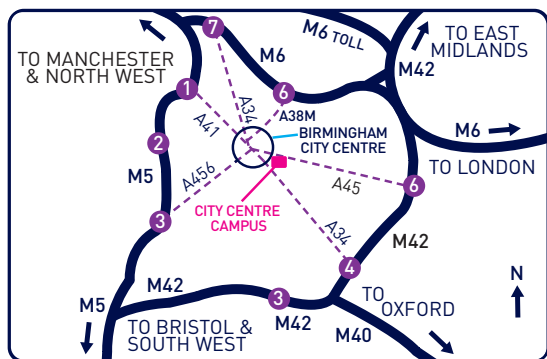 7
M6 TOLL
TO EAST
MIDLANDS
TO MANCHESTER
& NORTH WEST
M6
M42
1
6
A34
A38M
A41
BIRMINGHAM
CITY CENTRE
M6
2
TO LONDON
M5
A456
A45
6
CITY CENTRE
CAMPUS
3
A34
M42
4
N
M42
M5
3
TO
OXFORD
M42
TO BRISTOL &
SOUTH WEST
M40